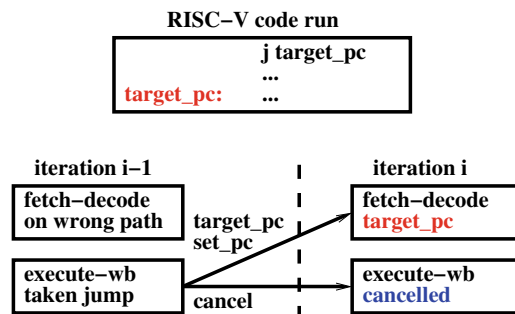 RISC-V code run
j target_pc
...
target_pc: ...
iteration i-1
iteration i
fetch-decode
on wrong path
target_pc
set_pc
fetch-decode
target_pc
execute-wb
taken jump
cancel
execute-wb
cancelled